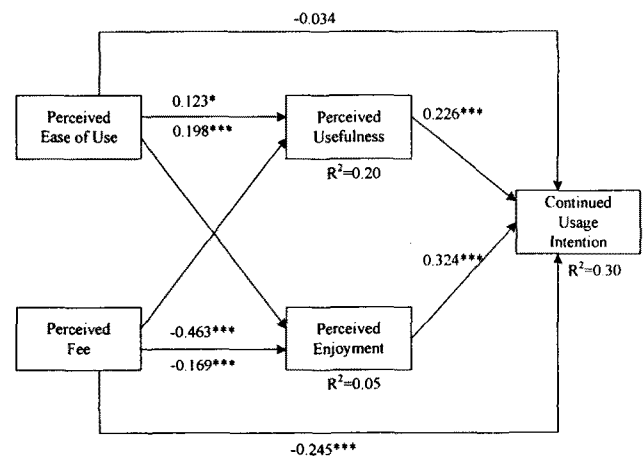 -0.034
0.123*
0.198***
Perceived
Ease of Use
Perceived
Usefulness
0.226***
R²=0.20
Continued
Usage
Intention
R²=0.30
0.324***
Perceived
Fee
-0.463***
-0.169***
Perceived
Enjoyment
R²=0.05
-0.245***